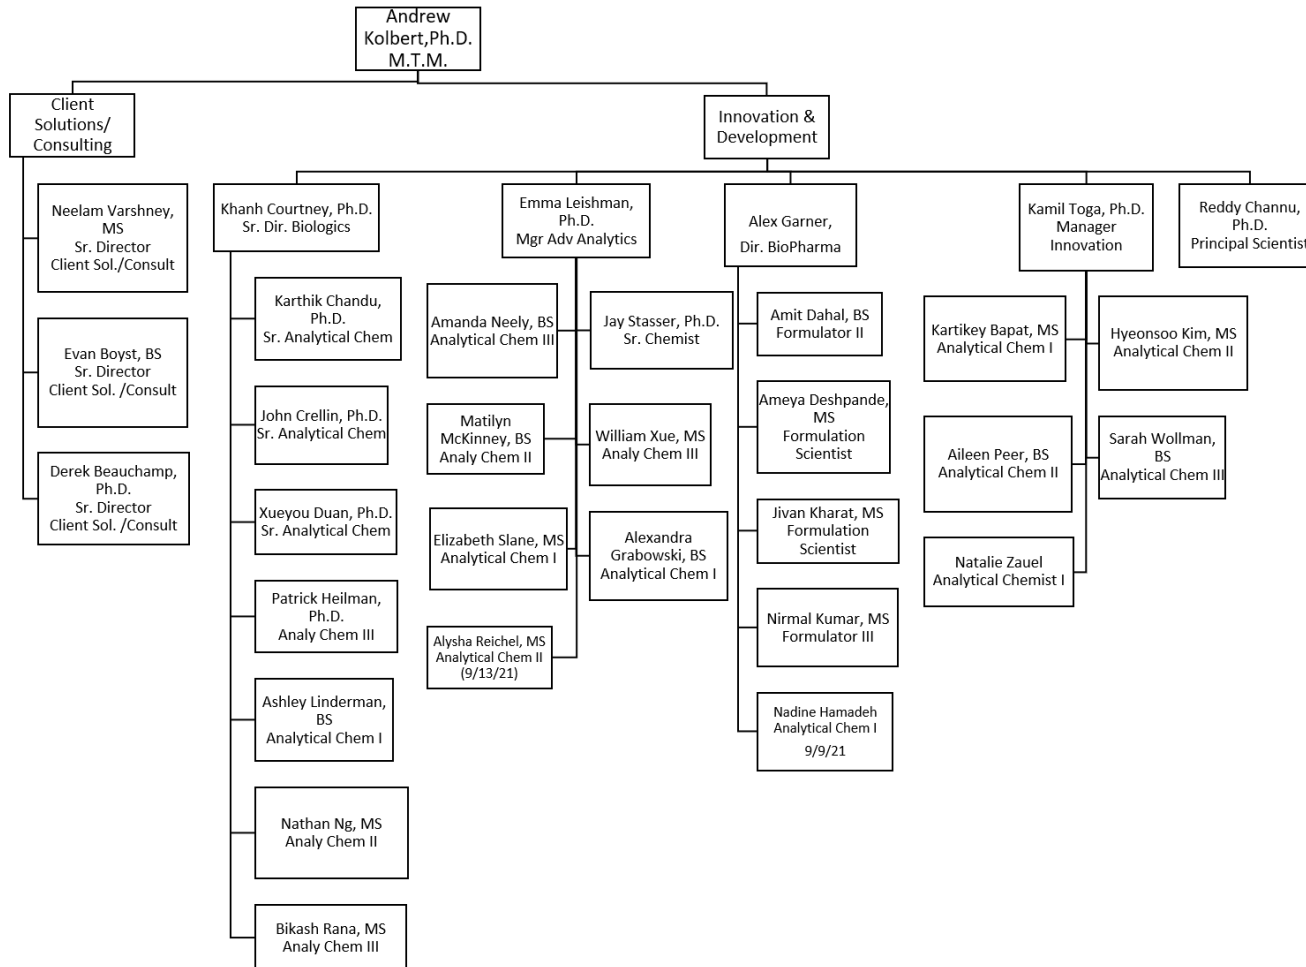 Andrew
Kolbert,Ph.D.
M.T.M.
Client
Solutions/
Consulting
Innovation &
Development
Neelam Varshney,
MS
Sr. Director
Client Sol./Consult
Evan Boyst, BS
Sr. Director
Client Sol. /Consult
Derek Beauchamp,
Ph.D.
Sr. Director
Client Sol. /Consult
Khanh Courtney, Ph.D.
Sr. Dir. Biologics
Karthik Chandu,
Ph.D.
Sr. Analytical Chem
John Crellin, Ph.D.
Sr. Analytical Chem
Xueyou Duan, Ph.D.
Sr. Analytical Chem
Patrick Heilman,
Ph.D.
Analy Chem III
Ashley Linderman,
BS
Analytical Chem I
Nathan Ng, MS
Analy Chem II
Bikash Rana, MS
Analy Chem III
Emma Leishman,
Ph.D.
Mgr Adv Analytics
Amanda Neely, BS
Analytical Chem III
Jay Stasser, Ph.D.
Sr. Chemist
Matilyn
McKinney, BS
Analy Chem II
William Xue, MS
Analy Chem III
Elizabeth Slane, MS
Analytical Chem I
Alexandra
Grabowski, BS
Analytical Chem I
Alysha Reichel, MS
Analytical Chem II
(9/13/21)
Alex Garner,
Dir. BioPharma
Amit Dahal, BS
Formulator II
Ameya Deshpande,
MS
Formulation
Scientist
Jivan Kharat, MS
Formulation
Scientist
Nirmal Kumar, MS
Formulator III
Nadine Hamadeh
Analytical Chem I
9/9/21
Kamil Toga, Ph.D.
Manager
Innovation
Kartikey Bapat, MS
Analytical Chem I
Hyeonsoo Kim, MS
Analytical Chem II
Aileen Peer, BS
Analytical Chem II
Sarah Wollman,
BS
Analytical Chem III
Natalie Zauel
Analytical Chemist I
Reddy Channu,
Ph.D.
Principal Scientist